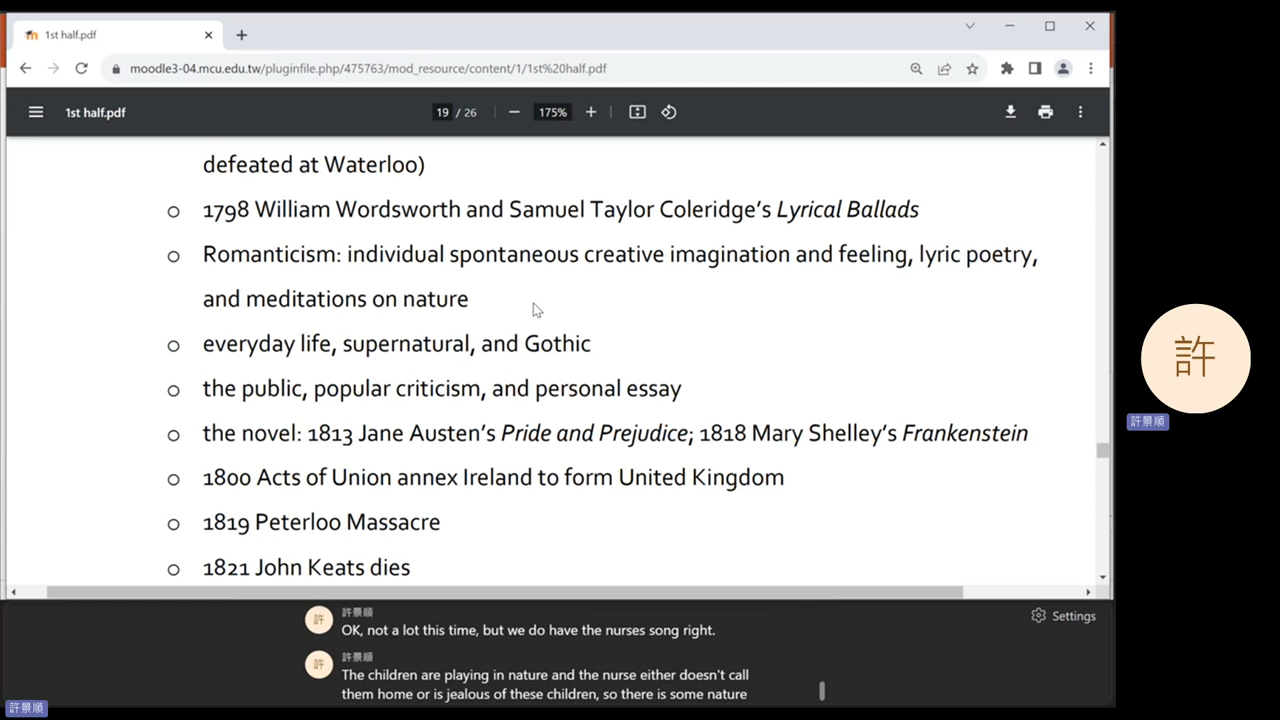 1st half.pdf
moodle3-04.mcu.edu.tw/pluginfile.php/475763/mod_resource/content/1/1st%20half.pdf
1st half.pdf
19 / 26
175%
defeated at Waterloo)
o 1798 William Wordsworth and Samuel Taylor Coleridge's Lyrical Ballads
o Romanticism: individual spontaneous creative imagination and feeling, lyric poetry,
and meditations on nature
o everyday life, supernatural, and Gothic
o the public, popular criticism, and personal essay
o the novel: 1813 Jane Austen's Pride and Prejudice; 1818 Mary Shelley's Frankenstein
o 1800 Acts of Union annex Ireland to form United Kingdom
o 1819 Peterloo Massacre
o 1821 John Keats dies
許
許景順
許
許景順
OK, not a lot this time, but we do have the nurses song right.
Settings
許
許景順
The children are playing in nature and the nurse either doesn't call
them home or is jealous of these children, so there is some nature
許景順